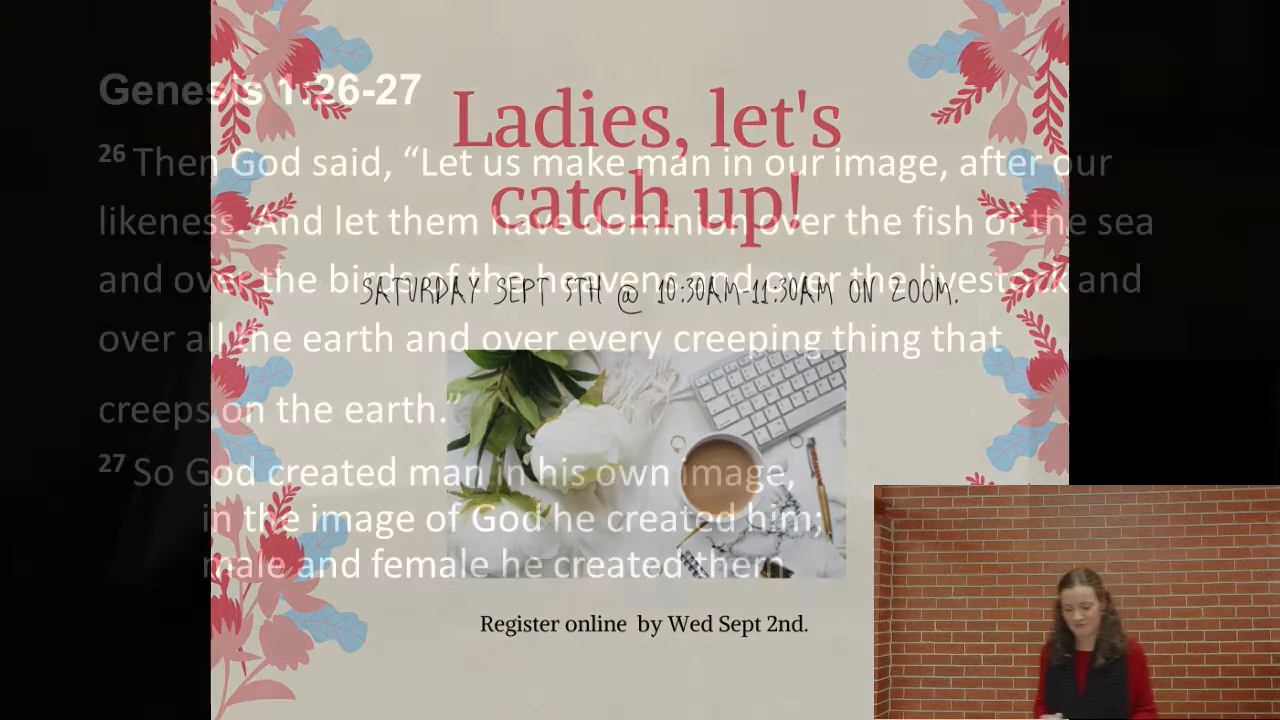 Genesis 1:26-27
26 Then God said, “Let us make man in our image, after our
likeness. And let them have dominion over the fish of the sea
and over the birds of the heavens and over the livestock and
over all the earth and over every creeping thing that
creeps on the earth.”
27 So God created man in his own image,
in the image of God he created him;
male and female he created them.
Ladies, let's
catch up!
SATURDAY SEPT 5TH @ 10:30AM-11:30AM ON ZOOM.
Register online by Wed Sept 2nd.